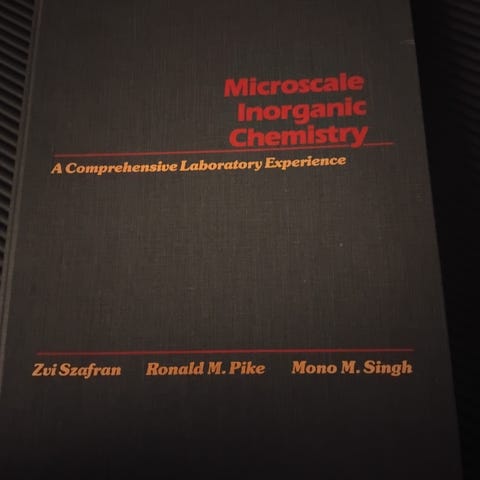 Microscale
Inorganic
Chemistry
A Comprehensive Laboratory Experience
Zvi Szafran Ronald M. Pike Mono M. Singh